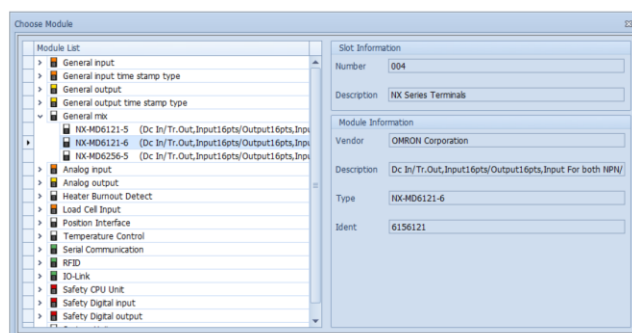 Choose Module
Module List
General input
General input time stamp type
General output
General output time stamp type
General mix
NX-MD6121-5 (Dc In/Tr.Out,Input16pts/Output16pts,Inpu
NX-MD6121-6 (Dc In/Tr.Out,Input16pts/Output16pts,Inpu
NX-MD6256-5 (Dc In/Tr.Out,Input16pts/Output16pts,Inpu
Analog input
Analog output
Heater Burnout Detect
Load Cell Input
Position Interface
Temperature Control
Serial Communication
RFID
IO-Link
Safety CPU Unit
Safety Digital input
Safety Digital output
Slot Information
Number 004
Description NX Series Terminals
Module Information
Vendor OMRON Corporation
Description Dc In/Tr.Out,Input16pts/Output16pts,Input For both NPN/
Type NX-MD6121-6
Ident 6156121